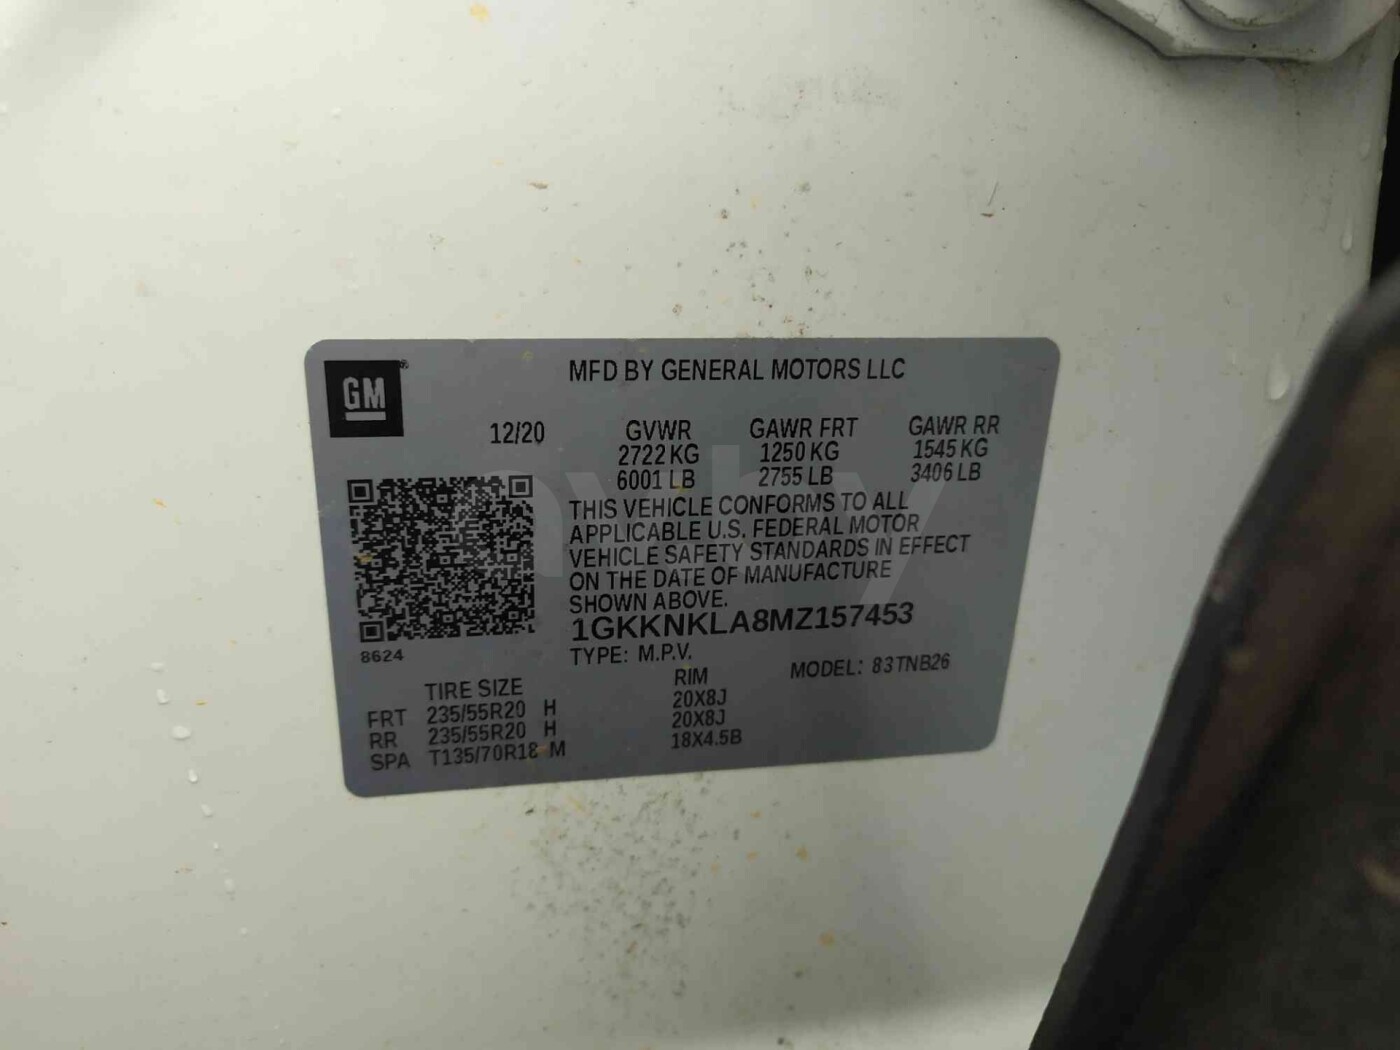 GM
MFD BY GENERAL MOTORS LLC
12/20 GVWR GAWR FRT GAWR RR
2722 KG 1250 KG 1545 KG
6001 LB 2755 LB 3406 LB
THIS VEHICLE CONFORMS TO ALL
APPLICABLE U.S. FEDERAL MOTOR
VEHICLE SAFETY STANDARDS IN EFFECT
ON THE DATE OF MANUFACTURE
SHOWN ABOVE.
1GKKNKLA8MZ157453
8624
TYPE: M.P.V. MODEL: 83TNB26
TIRE SIZE RIM
FRT 235/55R20 H 20X8J
RR 235/55R20 H 20X8J
SPA T135/70R18 M 18X4.5B